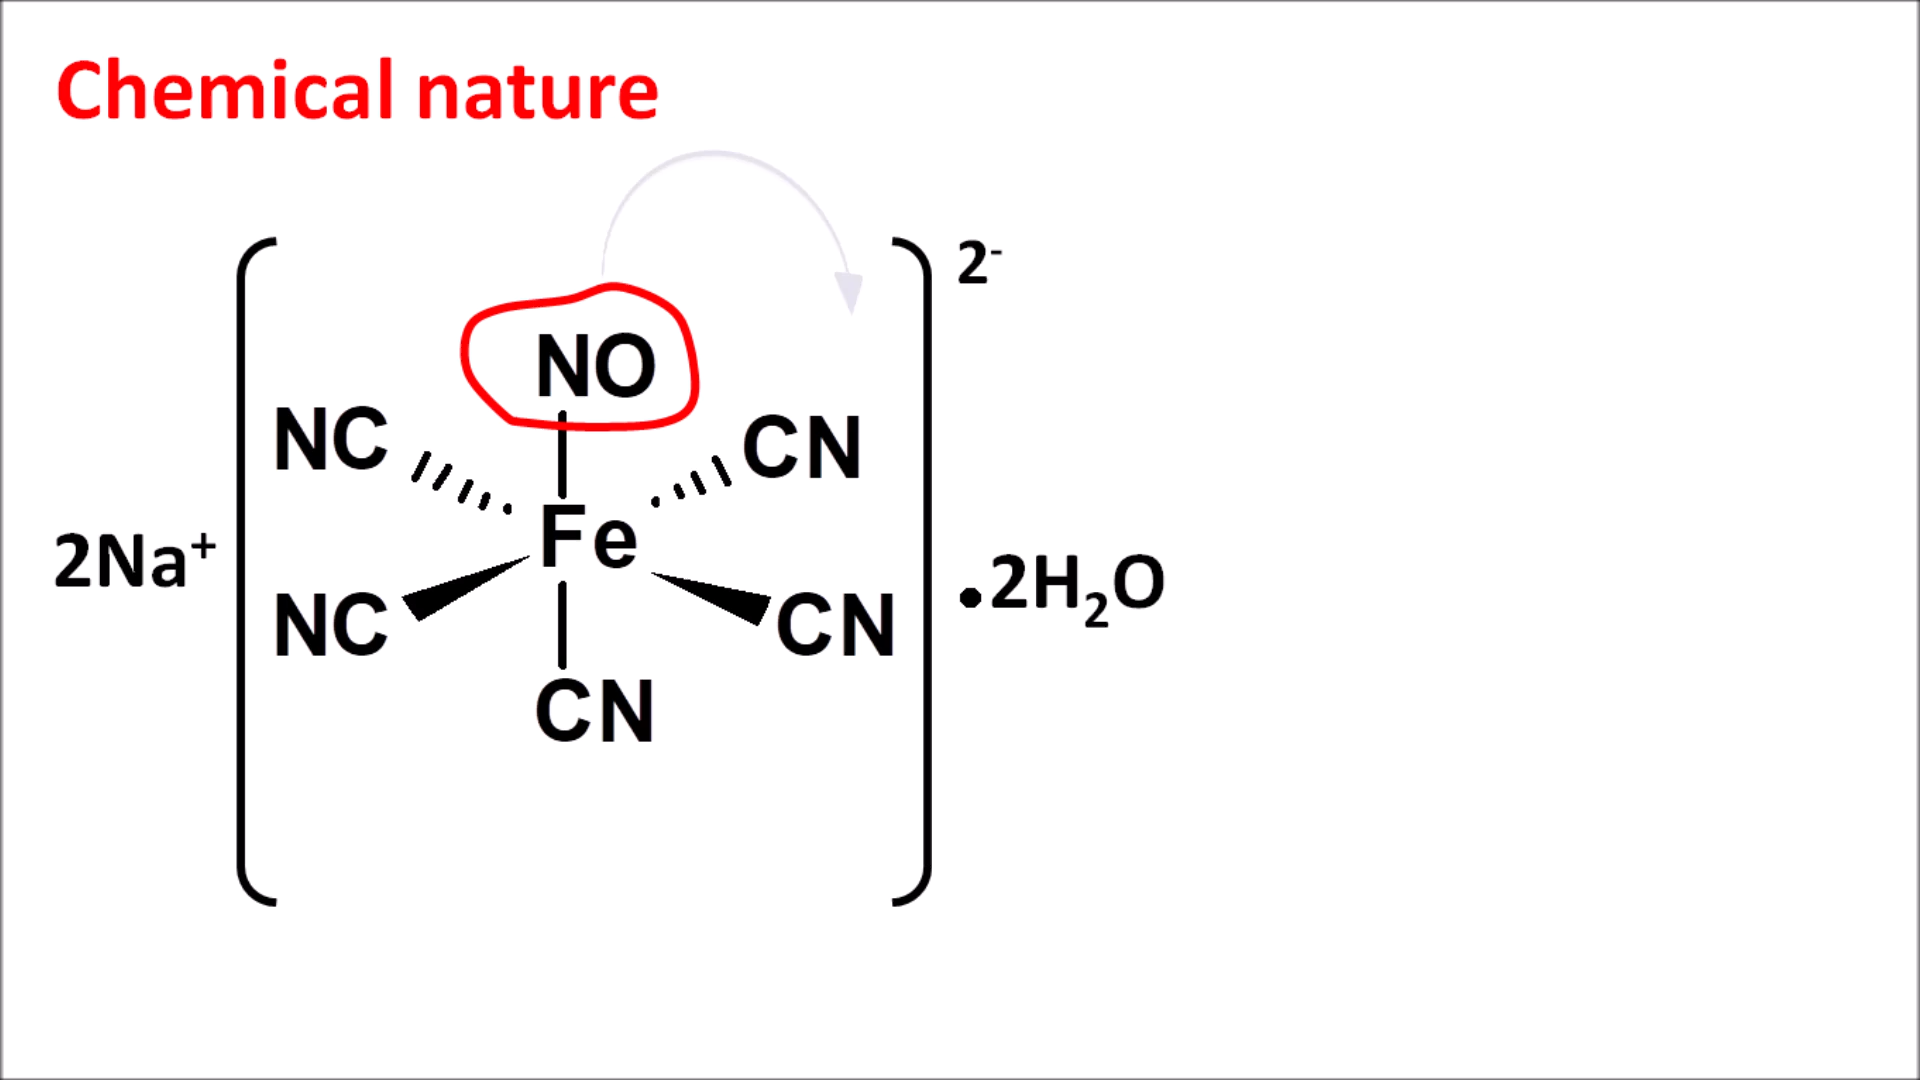 Chemical nature
2-
NO
NC CN
Fe
2Na+
.2H2O
NC CN
CN